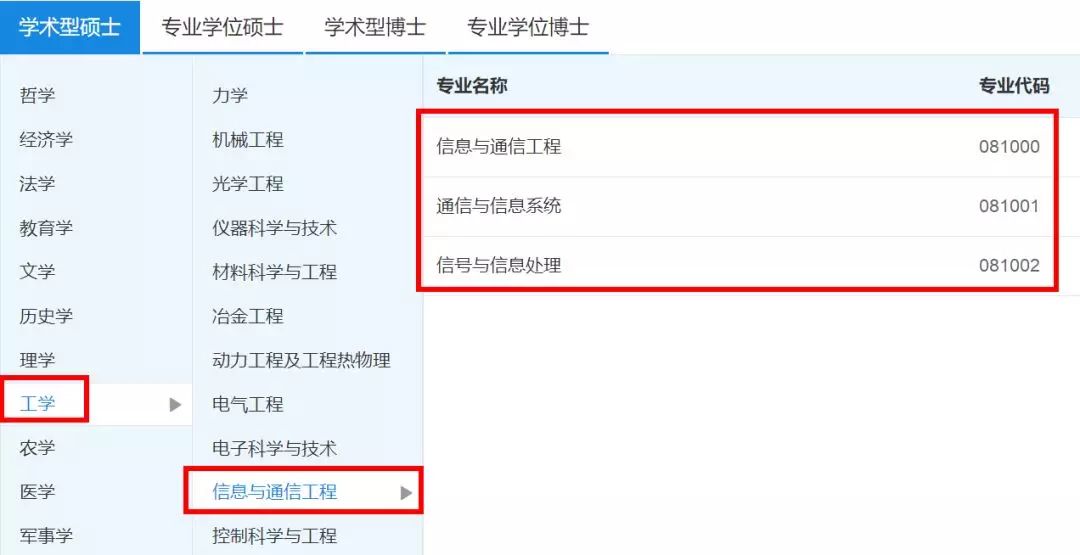 学术型硕士 专业学位硕士 学术型博士 专业学位博士
哲学
经济学
法学
教育学
文学
历史学
理学
工学
农学
医学
军事学
力学
机械工程
光学工程
仪器科学与技术
材料科学与工程
冶金工程
动力工程及工程热物理
电气工程
电子科学与技术
信息与通信工程
控制科学与工程
专业名称 专业代码
信息与通信工程 081000
通信与信息系统 081001
信号与信息处理 081002